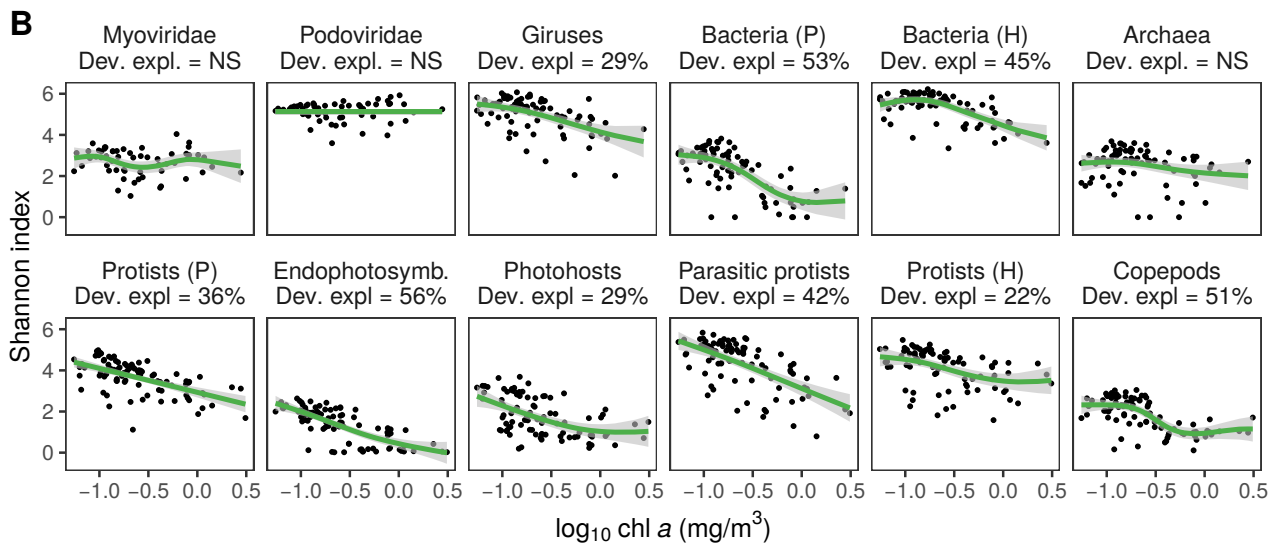 B
Myoviridae Podoviridae Giruses Bacteria (P) Bacteria (H) Archaea
Dev. expl. = NS Dev. expl. = NS Dev. expl = 29% Dev. expl = 53% Dev. expl = 45% Dev. expl. = NS
6
4
2
0
Shannon index
Protists (P) Endophotosymb. Photohosts Parasitic protists Protists (H) Copepods
Dev. expl = 36% Dev. expl = 56% Dev. expl = 29% Dev. expl = 42% Dev. expl = 22% Dev. expl = 51%
6
4
2
0
−1.0 −0.5 0.0 0.5 −1.0 −0.5 0.0 0.5 −1.0 −0.5 0.0 0.5 −1.0 −0.5 0.0 0.5 −1.0 −0.5 0.0 0.5 −1.0 −0.5 0.0 0.5
log₁₀ chl a (mg/m³)